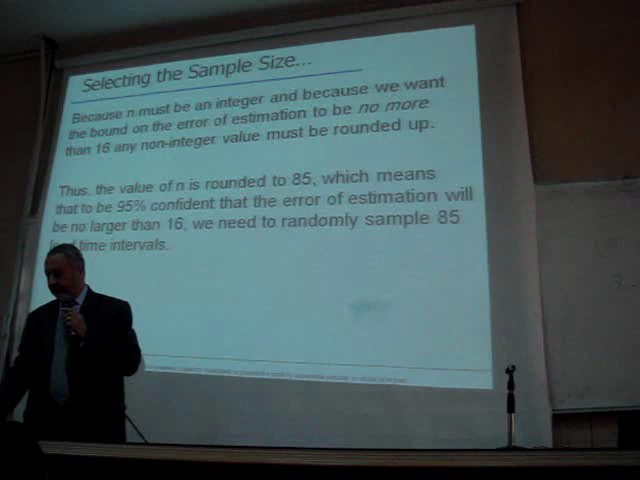 Selecting the Sample Size...
Because n must be an integer and because we want
the bound on the error of estimation to be no more
than 16 any non-integer value must be rounded up.
Thus, the value of n is rounded to 85, which means
that to be 95% confident that the error of estimation will
be no larger than 16, we need to randomly sample 85
time intervals.